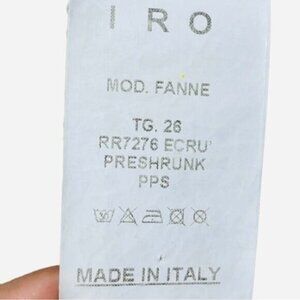 I R O
MOD. FANNE
TG. 26
RR7276 ECRU'
PRESHRUNK
PPS
MADE IN ITALY